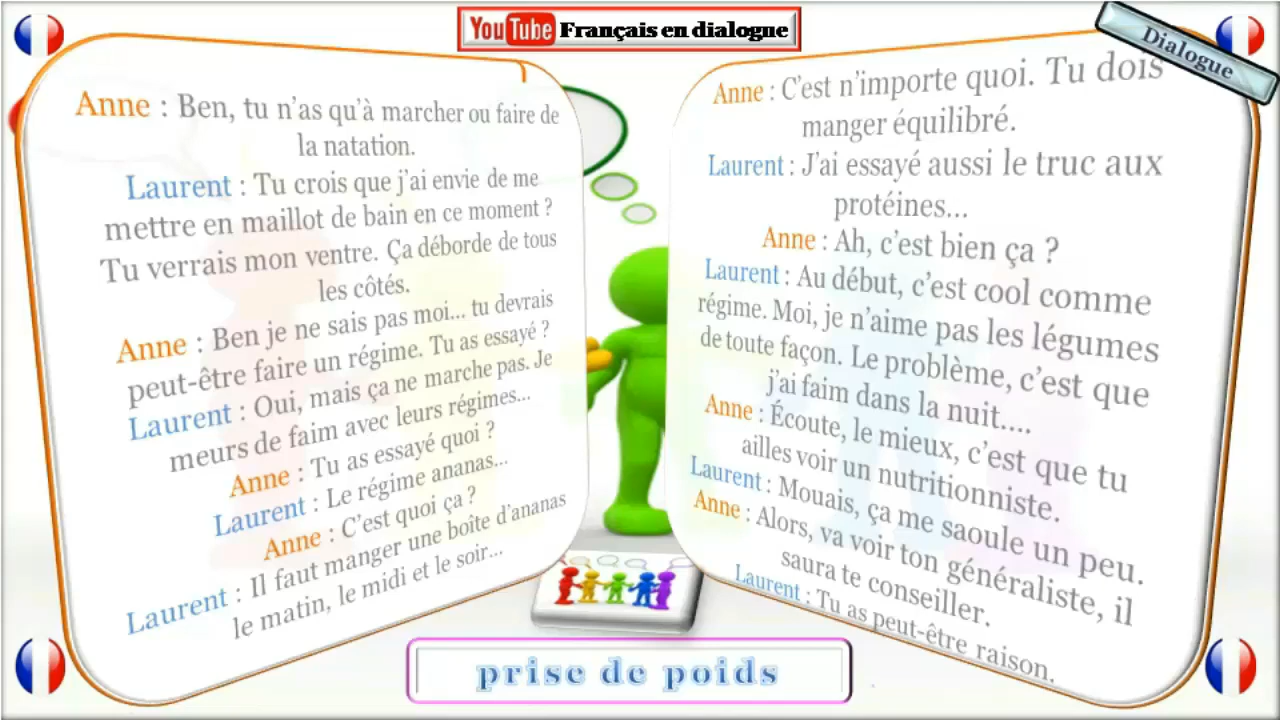 YouTube Français en dialogue
Dialogue
Anne : Ben, tu n'as qu'à marcher ou faire de
la natation.
Laurent : Tu crois que j'ai envie de me
mettre en maillot de bain en ce moment ?
Tu verrais mon ventre. Ça déborde de tous
les côtés.
Anne : Ben je ne sais pas moi... tu devrais
peut-être faire un régime. Tu as essayé ?
Laurent : Oui, mais ça ne marche pas. Je
meurs de faim avec leurs régimes...
Anne : Tu as essayé quoi ?
Laurent : Le régime ananas...
Anne : C'est quoi ça ?
Laurent : Il faut manger une boîte d'ananas
le matin, le midi et le soir...
Anne : C'est n'importe quoi. Tu dois
manger équilibré.
Laurent : J'ai essayé aussi le truc aux
protéines...
Anne : Ah, c'est bien ça ?
Laurent : Au début, c'est cool comme
régime. Moi, je n'aime pas les légumes
de toute façon. Le problème, c'est que
j'ai faim dans la nuit....
Anne : Écoute, le mieux, c'est que tu
ailles voir un nutritionniste.
Laurent : Mouais, ça me saoule un peu.
Anne : Alors, va voir ton généraliste, il
saura te conseiller.
Laurent : Tu as peut-être raison.
prise de poids